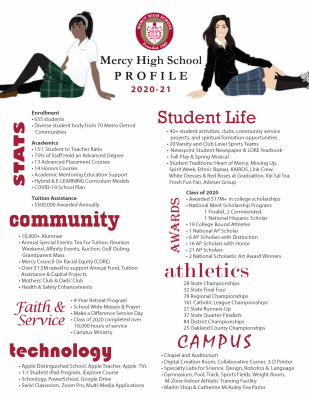 MERCY HIGH SCHOOL
Mercy High School
PROFILE
2020-21
STATS
Enrollment
• 655 students
• Diverse student body from 70 Metro Detroit
Communities
Academics
• 15:1 Student to Teacher Ratio
• 75% of Staff Hold an Advanced Degree
• 13 Advanced Placement Courses
• 14 Honors Courses
• Academic Mentoring Education Support
• Hybrid & E-LEARNING Curriculum Models
• COVID-19 School Plan
Tuition Assistance
• $900,000 Awarded Annually
community
• 16,000+ Alumnae
• Annual Special Events: Tea For Tuition, Reunion
Weekend, Affinity Events, Auction, Golf Outing,
Grandparent Mass
• Mercy Council On Racial Equity (CORE)
• Over $1.5M raised to support Annual Fund, Tuition
Assistance & Capital Projects
• Mothers' Club & Dads' Club
• Health & Safety Enhancements
Faith &
Service
• 4-Year Retreat Program
• School Wide Masses & Prayer
• Make a Difference Service Day
• Class of 2020 completed over
16,000 hours of service
• Campus Ministry
technology
• Apple Distinguished School, Apple Teacher, Apple TVs
• 1:1 Student iPad Program, iExplore Course
• Schoology, PowerSchool, Google Drive
• Swivl Classroom, Zoom Pro, Multi-Media Applications
Student Life
• 40+ student activities, clubs, community service
projects, and spiritual formation opportunities
• 20 Varsity and Club Level Sports Teams
• Newsprint Student Newspaper & LORE Yearbook
• Fall Play & Spring Musical
• Student Traditions: Heart of Mercy, Moving Up,
Spirit Week, Ethnic Bazaar, KAIROS, Link Crew,
White Dresses & Red Roses at Graduation, Val Sal Tea,
Fresh Fun Fair, Adviser Group
AWARDS
Class of 2020
• Awarded $17M+ in college scholarships
• National Merit Scholarship Program
1 Finalist, 2 Commended,
1 National Hispanic Scholar
• 19 College Bound Athletes
• 1 National AP Scholar
• 6 AP Scholars with Distinction
• 16 AP Scholars with Honor
• 21 AP Scholars
• 2 National Scholastic Art Award Winners
athletics
28 State Championships
32 State Final Four
78 Regional Championships
161 Catholic League Championships
21 State Runners-Up
37 State Quarter-Finalists
84 District Championships
25 Oakland County Championships
CAMPUS
• Chapel and Auditorium
• Digital Creation Room, Collaborative Corner, 3-D Printer
• Specialty Labs for Science, Design, Robotics & Language
• Gymnasium, Pool, Track, Sports Fields, Weight Room,
M-Zone Indoor Athletic Training Facility
• Marlin Shop & Catherine McAuley Tea Parlor